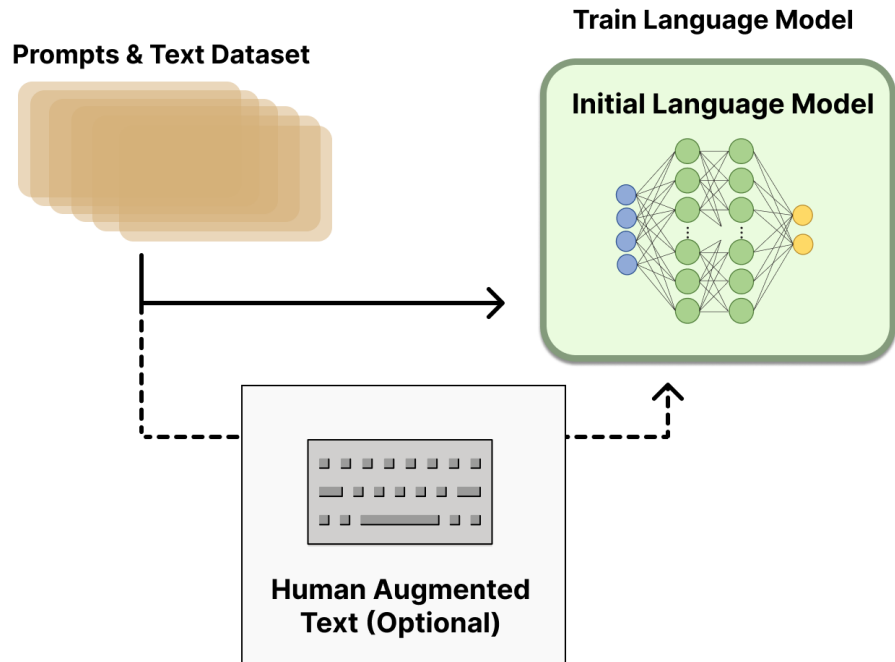 Train Language Model
Prompts & Text Dataset
Initial Language Model
Human Augmented
Text (Optional)